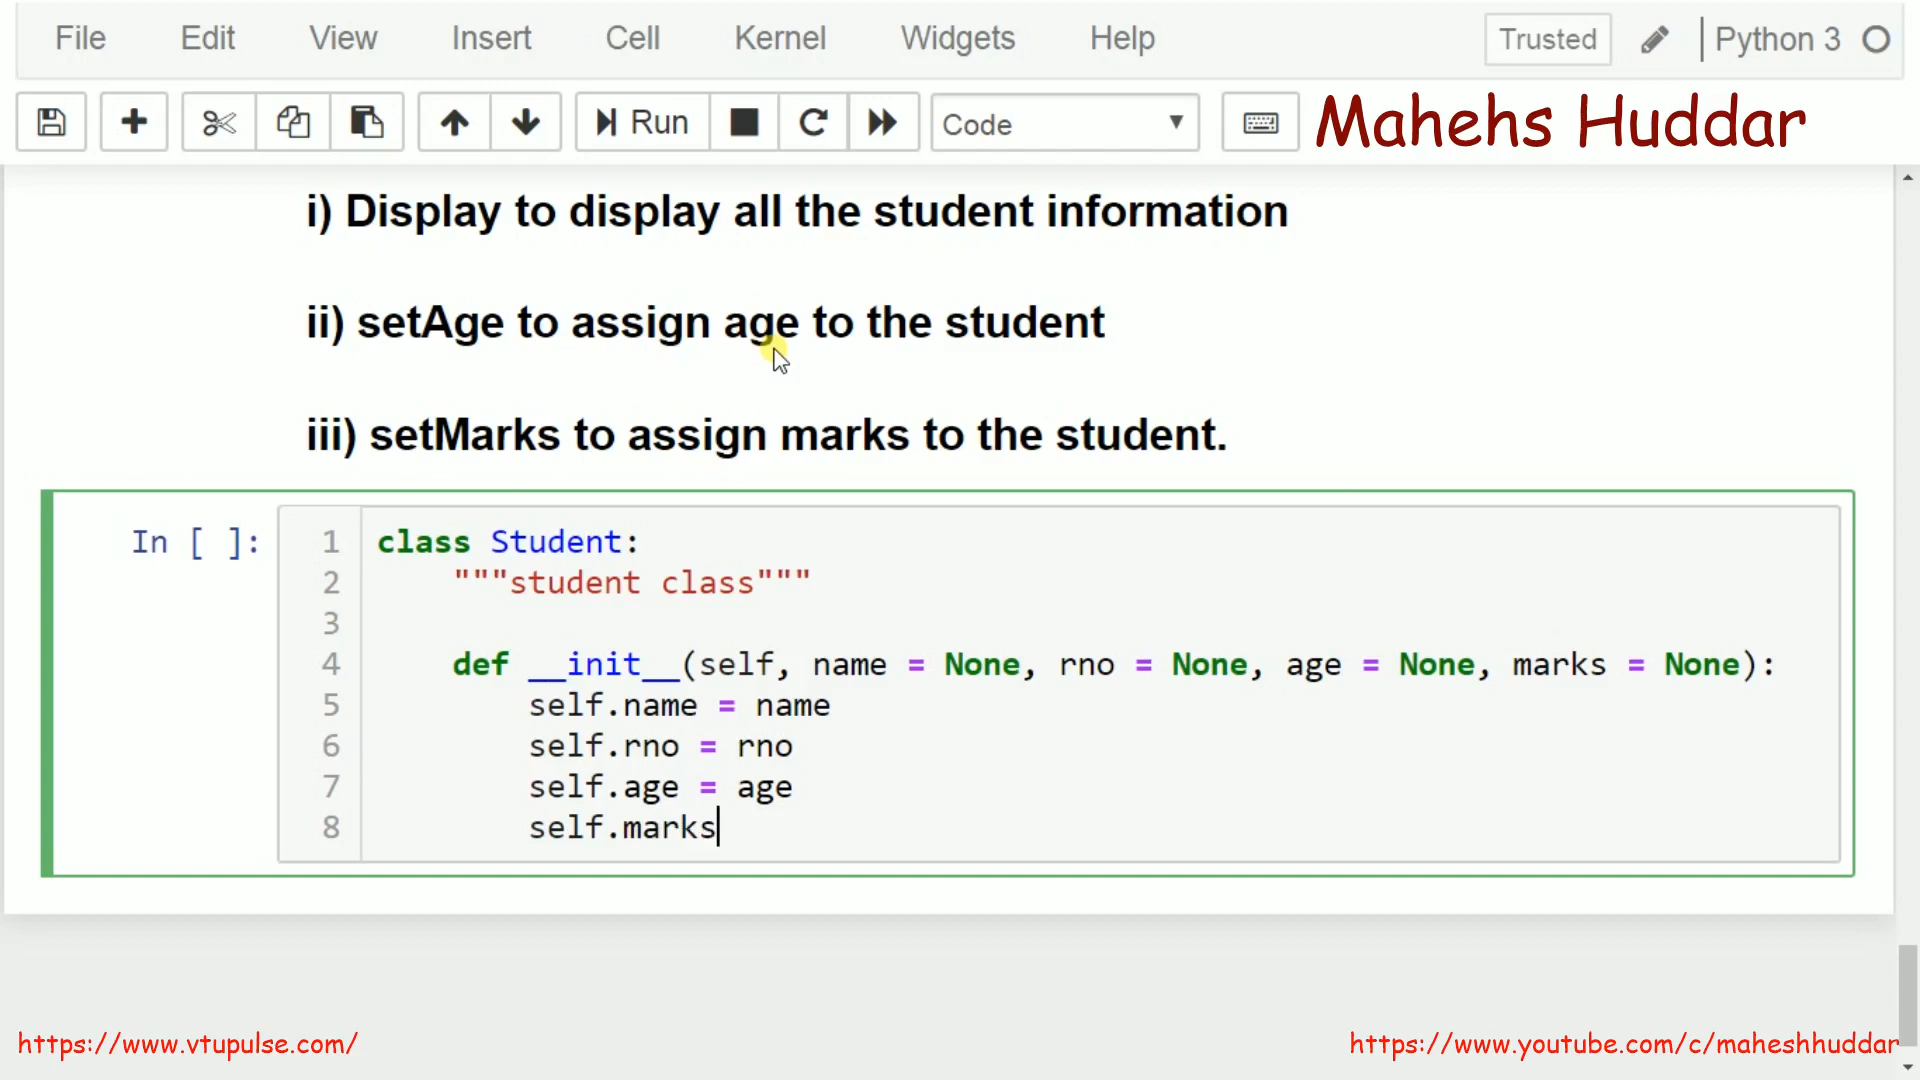 File Edit View Insert Cell Kernel Widgets Help Trusted Python 3
Run Code Mahehs Huddar
i) Display to display all the student information
ii) setAge to assign age to the student
iii) setMarks to assign marks to the student.
In [ ]: 1 class Student:
2 """student class"""
3
4 def __init__(self, name = None, rno = None, age = None, marks = None):
5 self.name = name
6 self.rno = rno
7 self.age = age
8 self.marks
https://www.vtupulse.com/ https://www.youtube.com/c/maheshhuddar